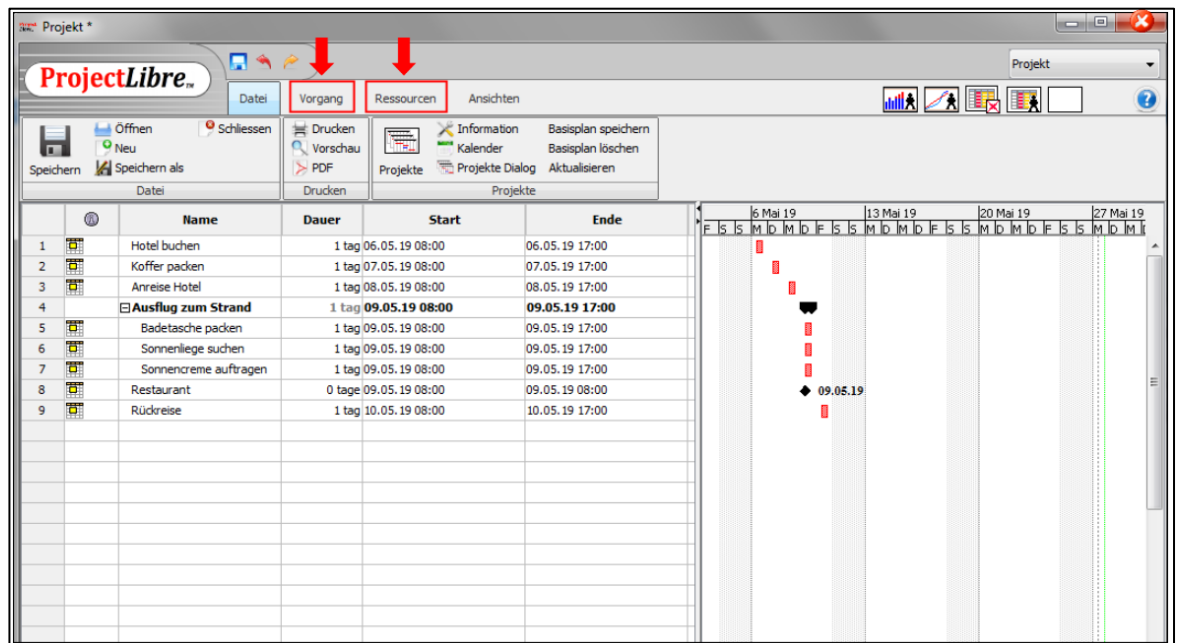 Projekt *
Projekt
ProjectLibre
Datei Vorgang Ressourcen Ansichten
Speichern Öffnen Schließen
Neu
Speichern als
Datei
Drucken
Vorschau
PDF
Drucken
Projekte Information Basisplan speichern
Kalender Basisplan löschen
Projekte Dialog Aktualisieren
Projekte
Name Dauer Start Ende
6 Mai 19 13 Mai 19 20 Mai 19 27 Mai 19
F S S M D M D F S S M D M D F S S M D M D F S S M D M
1 Hotel buchen 1 tag 06.05.19 08:00 06.05.19 17:00
2 Koffer packen 1 tag 07.05.19 08:00 07.05.19 17:00
3 Anreise Hotel 1 tag 08.05.19 08:00 08.05.19 17:00
4 Ausflug zum Strand 1 tag 09.05.19 08:00 09.05.19 17:00
5 Badetasche packen 1 tag 09.05.19 08:00 09.05.19 17:00
6 Sonnenliege suchen 1 tag 09.05.19 08:00 09.05.19 17:00
7 Sonnencreme auftragen 1 tag 09.05.19 08:00 09.05.19 17:00
8 Restaurant 0 tage 09.05.19 08:00 09.05.19 08:00 09.05.19
9 Rückreise 1 tag 10.05.19 08:00 10.05.19 17:00